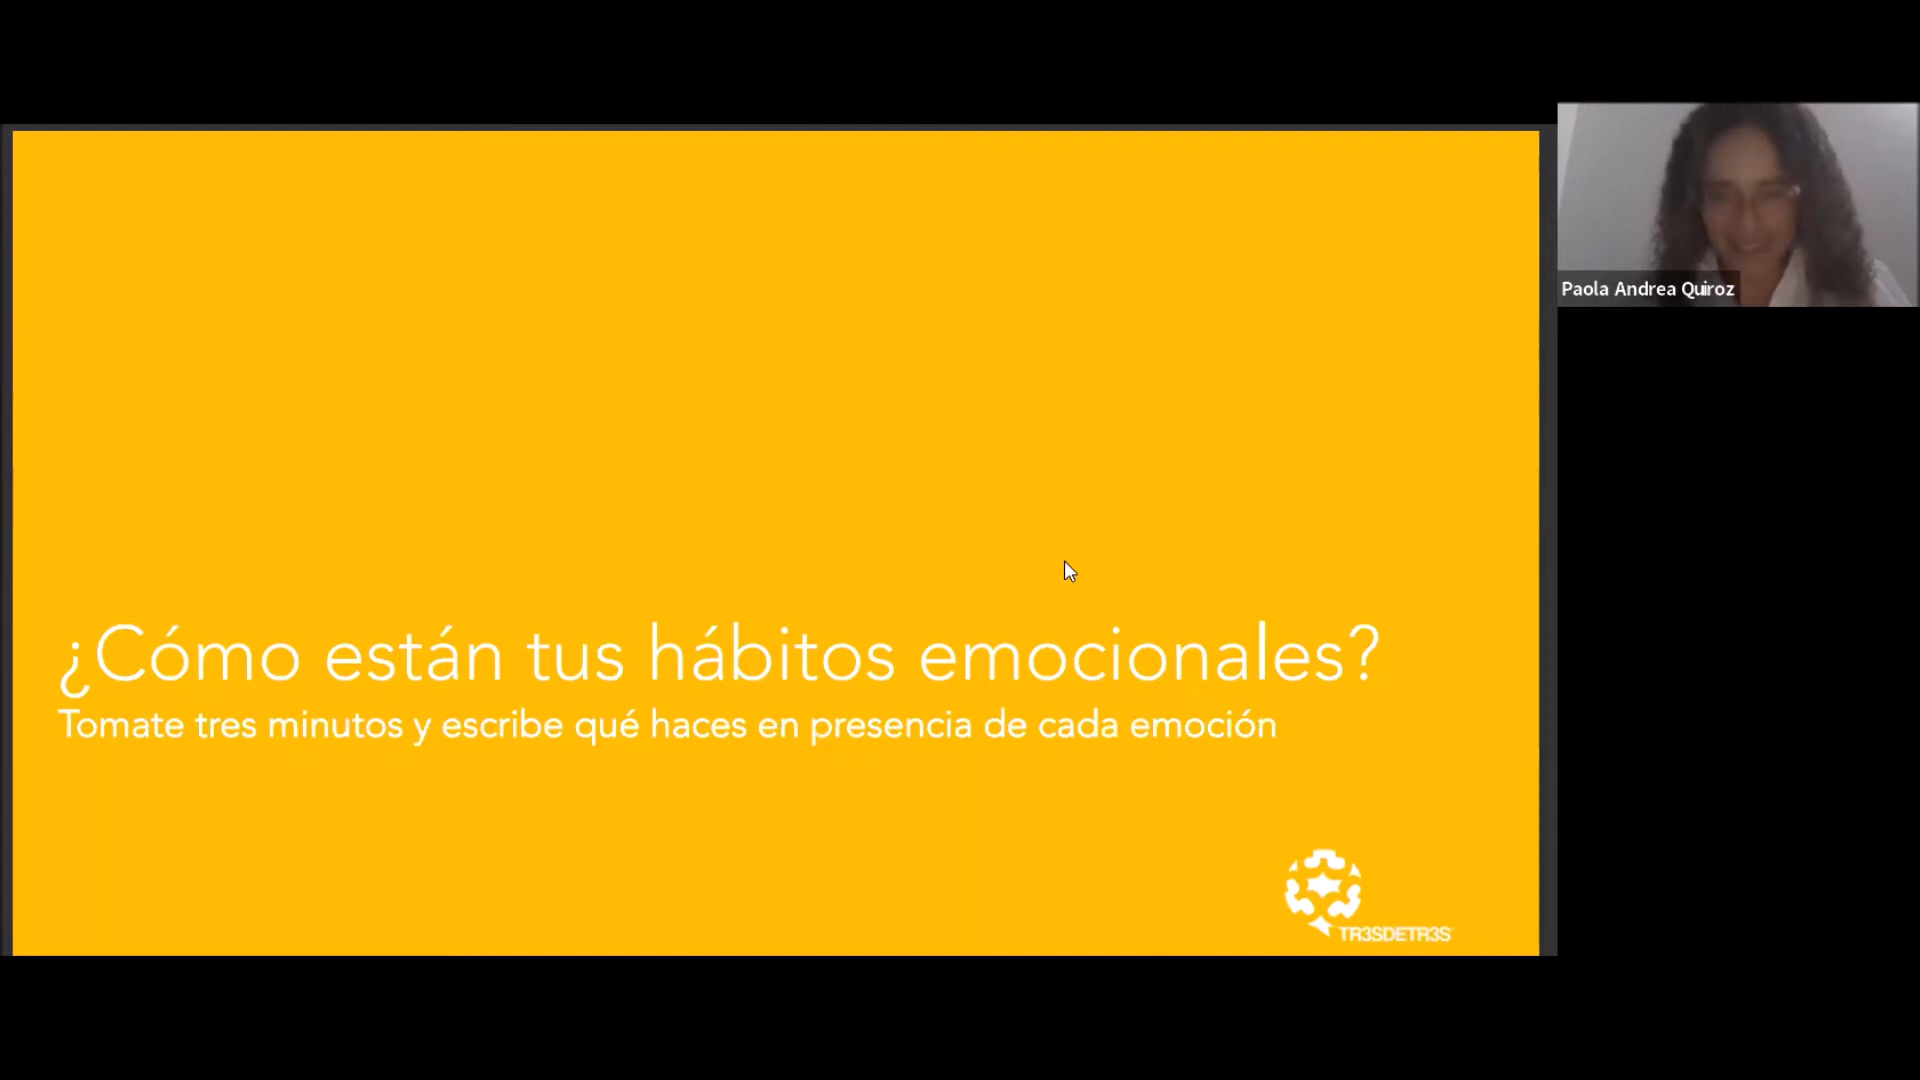 Paola Andrea Quiroz
¿Cómo están tus hábitos emocionales?
Tomate tres minutos y escribe qué haces en presencia de cada emoción
TR3SDETR3S